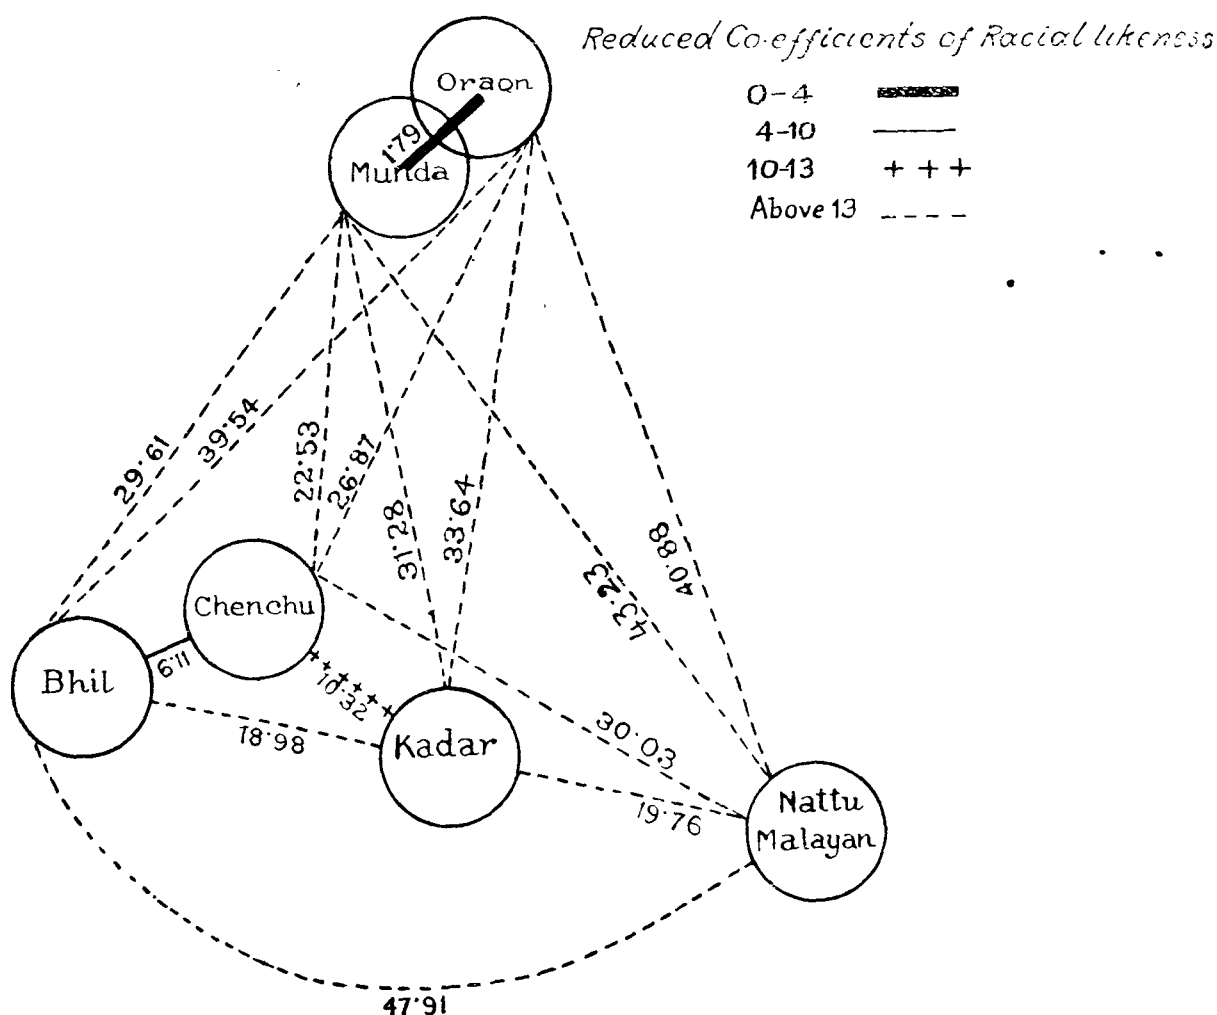 Reduced Co-efficients of Racial likeness
0-4
4-10
10-13
Above 13
Oraon
1·79
Munda
29·61
39·54
22·53
26·87
31·28
33·64
43·23
40·88
Chenchu
Bhil
6·11
10·32
18·98
Kadar
30·03
19·76
Nattu
Malayan
47·91